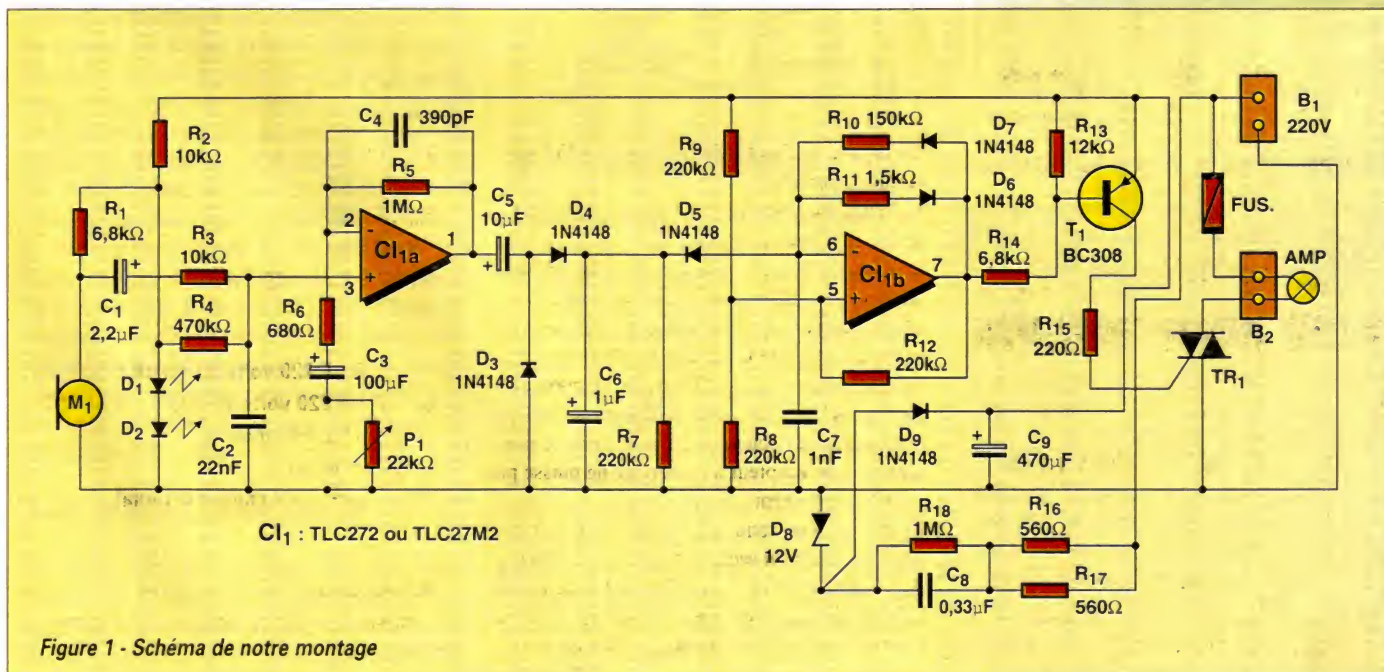 C4
390pF
R2
10kΩ
R5
1MΩ
R1
6,8kΩ
R3
10kΩ
C1
2,2µF
+
R4
470kΩ
M1
D1
D2
C2
22nF
2
-
CI1a
1
+
3
R6
680Ω
+
C3
100µF
P1
22kΩ
C5
10µF
+
D4
1N4148
D5
1N4148
D3
1N4148
+
C6
1µF
R7
220kΩ
R9
220kΩ
R8
220kΩ
R10 150kΩ
D7
1N4148
R11 1,5kΩ
D6
1N4148
6
-
CI1b
7
5
+
R12
220kΩ
C7
1nF
R13
12kΩ
R14
6,8kΩ
T1
BC308
R15
220Ω
D9
1N4148
+
C9
470µF
B1
220V
FUS.
AMP
B2
TR1
D8
12V
R18
1MΩ
C8
0,33µF
R16
560Ω
R17
560Ω
CI1 : TLC272 ou TLC27M2
Figure 1 - Schéma de notre montage